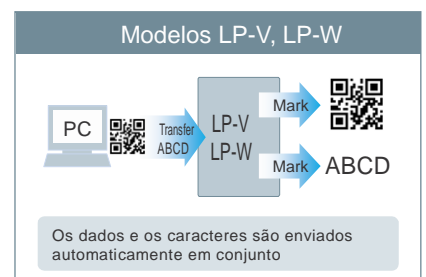 Modelos LP-V, LP-W
PC
Transfer
ABCD
LP-V
LP-W
Mark
Mark
ABCD
Os dados e os caracteres são enviados
automaticamente em conjunto